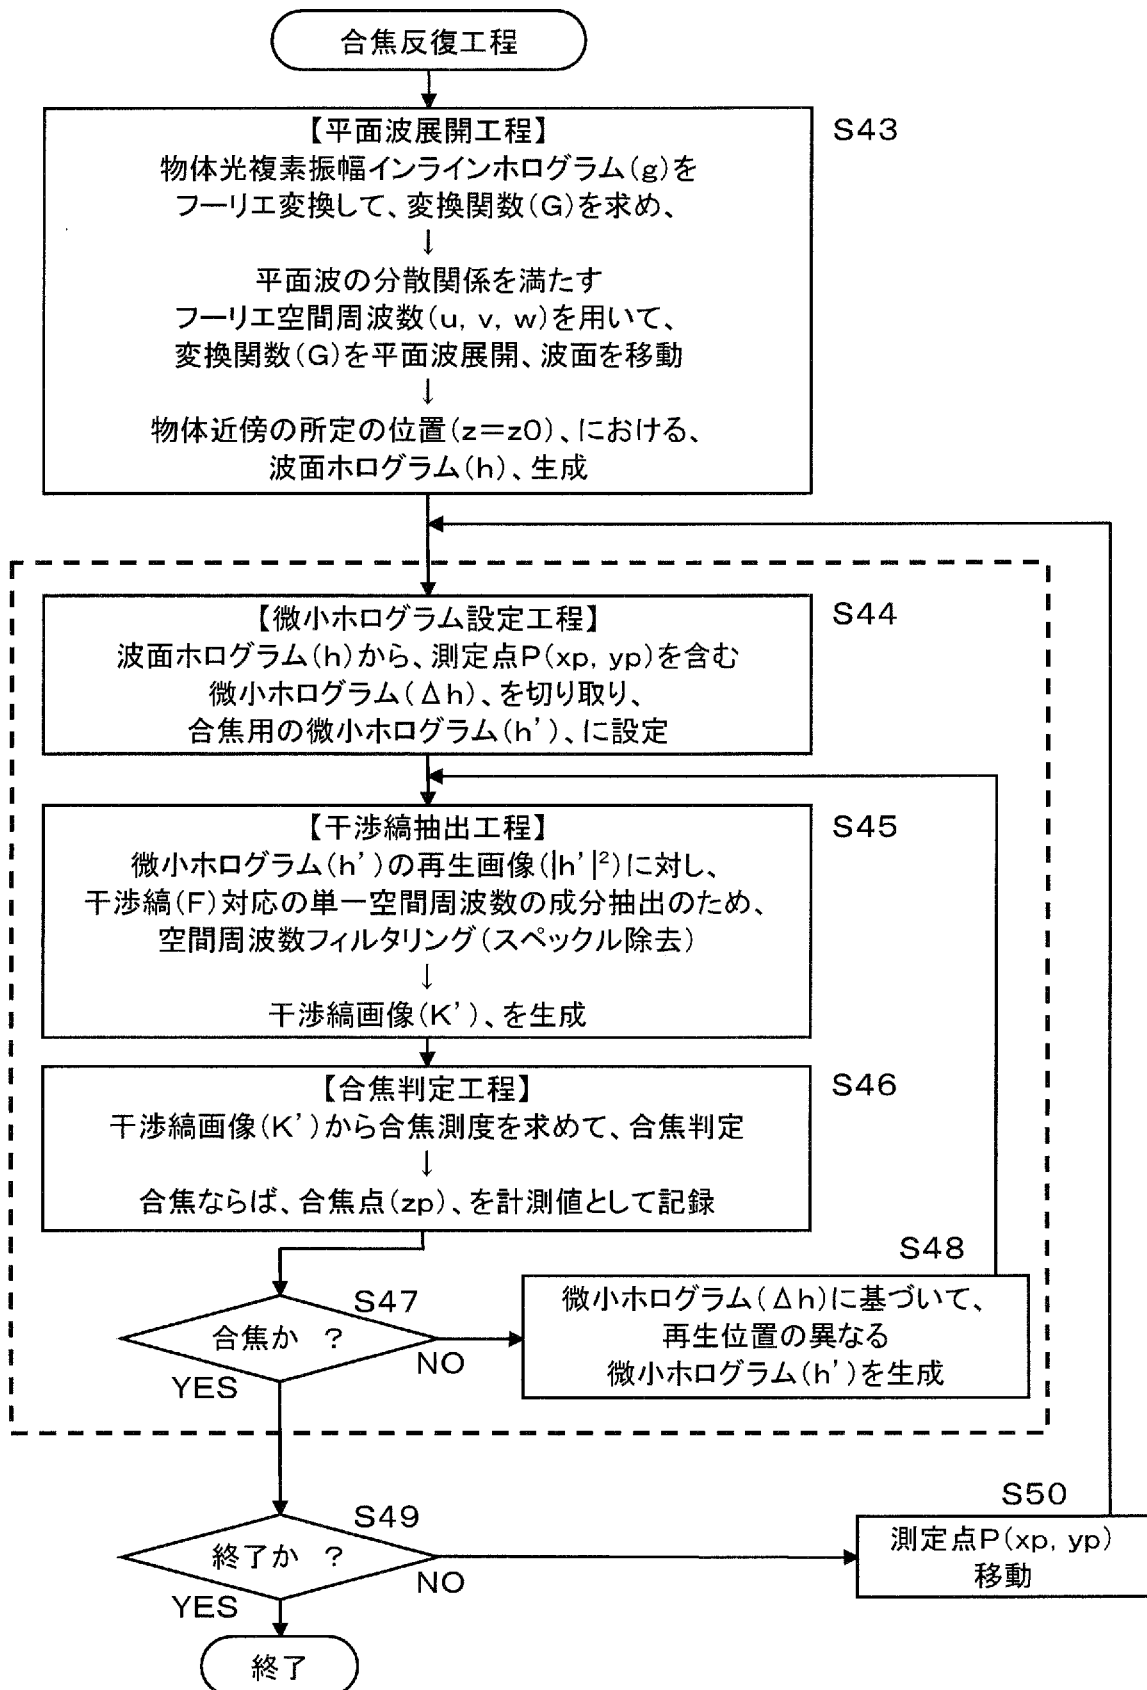 合焦反復工程
S43
【平面波展開工程】
物体光複素振幅インラインホログラム(g)を
フーリエ変換して、変換関数(G)を求め、
↓
平面波の分散関係を満たす
フーリエ空間周波数(u, v, w)を用いて、
変換関数(G)を平面波展開、波面を移動
↓
物体近傍の所定の位置(z=z0)、における、
波面ホログラム(h)、生成
S44
【微小ホログラム設定工程】
波面ホログラム(h)から、測定点P(xp, yp)を含む
微小ホログラム(Δh)、を切り取り、
合焦用の微小ホログラム(h')、に設定
S45
【干渉縞抽出工程】
微小ホログラム(h')の再生画像(|h'|²)に対し、
干渉縞(F)対応の単一空間周波数の成分抽出のため、
空間周波数フィルタリング(スペックル除去)
↓
干渉縞画像(K')、を生成
S46
【合焦判定工程】
干渉縞画像(K')から合焦測度を求めて、合焦判定
↓
合焦ならば、合焦点(zp)、を計測値として記録
S47
合焦か ?
NO
YES
S48
微小ホログラム(Δh)に基づいて、
再生位置の異なる
微小ホログラム(h')を生成
S49
終了か ?
NO
YES
S50
測定点P(xp, yp)
移動
終了